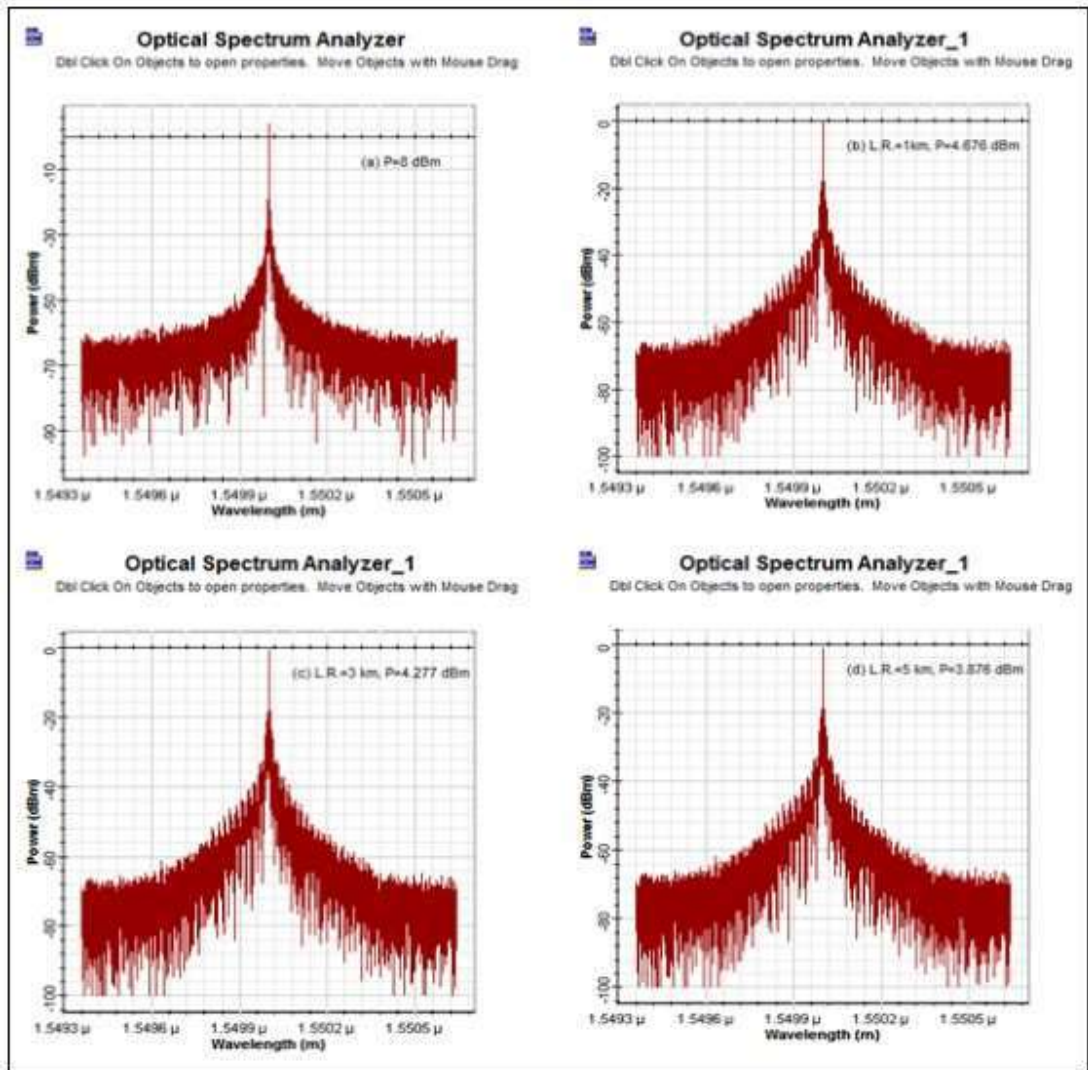 Optical Spectrum Analyzer
Dbl Click On Objects to open properties. Move Objects with Mouse Drag
(a) P=8 dBm
Power (dBm)
-10
-30
-50
-70
-90
1.5493 µ 1.5496 µ 1.5499 µ 1.5502 µ 1.5505 µ
Wavelength (m)
Optical Spectrum Analyzer_1
Dbl Click On Objects to open properties. Move Objects with Mouse Drag
(b) L.R.=1km, P=4.676 dBm
Power (dBm)
0
-20
-40
-60
-80
-100
1.5493 µ 1.5496 µ 1.5499 µ 1.5502 µ 1.5505 µ
Wavelength (m)
Optical Spectrum Analyzer_1
Dbl Click On Objects to open properties. Move Objects with Mouse Drag
(c) L.R.=3 km, P=4.277 dBm
Power (dBm)
0
-20
-40
-60
-80
-100
1.5493 µ 1.5496 µ 1.5499 µ 1.5502 µ 1.5505 µ
Wavelength (m)
Optical Spectrum Analyzer_1
Dbl Click On Objects to open properties. Move Objects with Mouse Drag
(d) L.R.=5 km, P=3.876 dBm
Power (dBm)
0
-20
-40
-60
-80
-100
1.5493 µ 1.5496 µ 1.5499 µ 1.5502 µ 1.5505 µ
Wavelength (m)